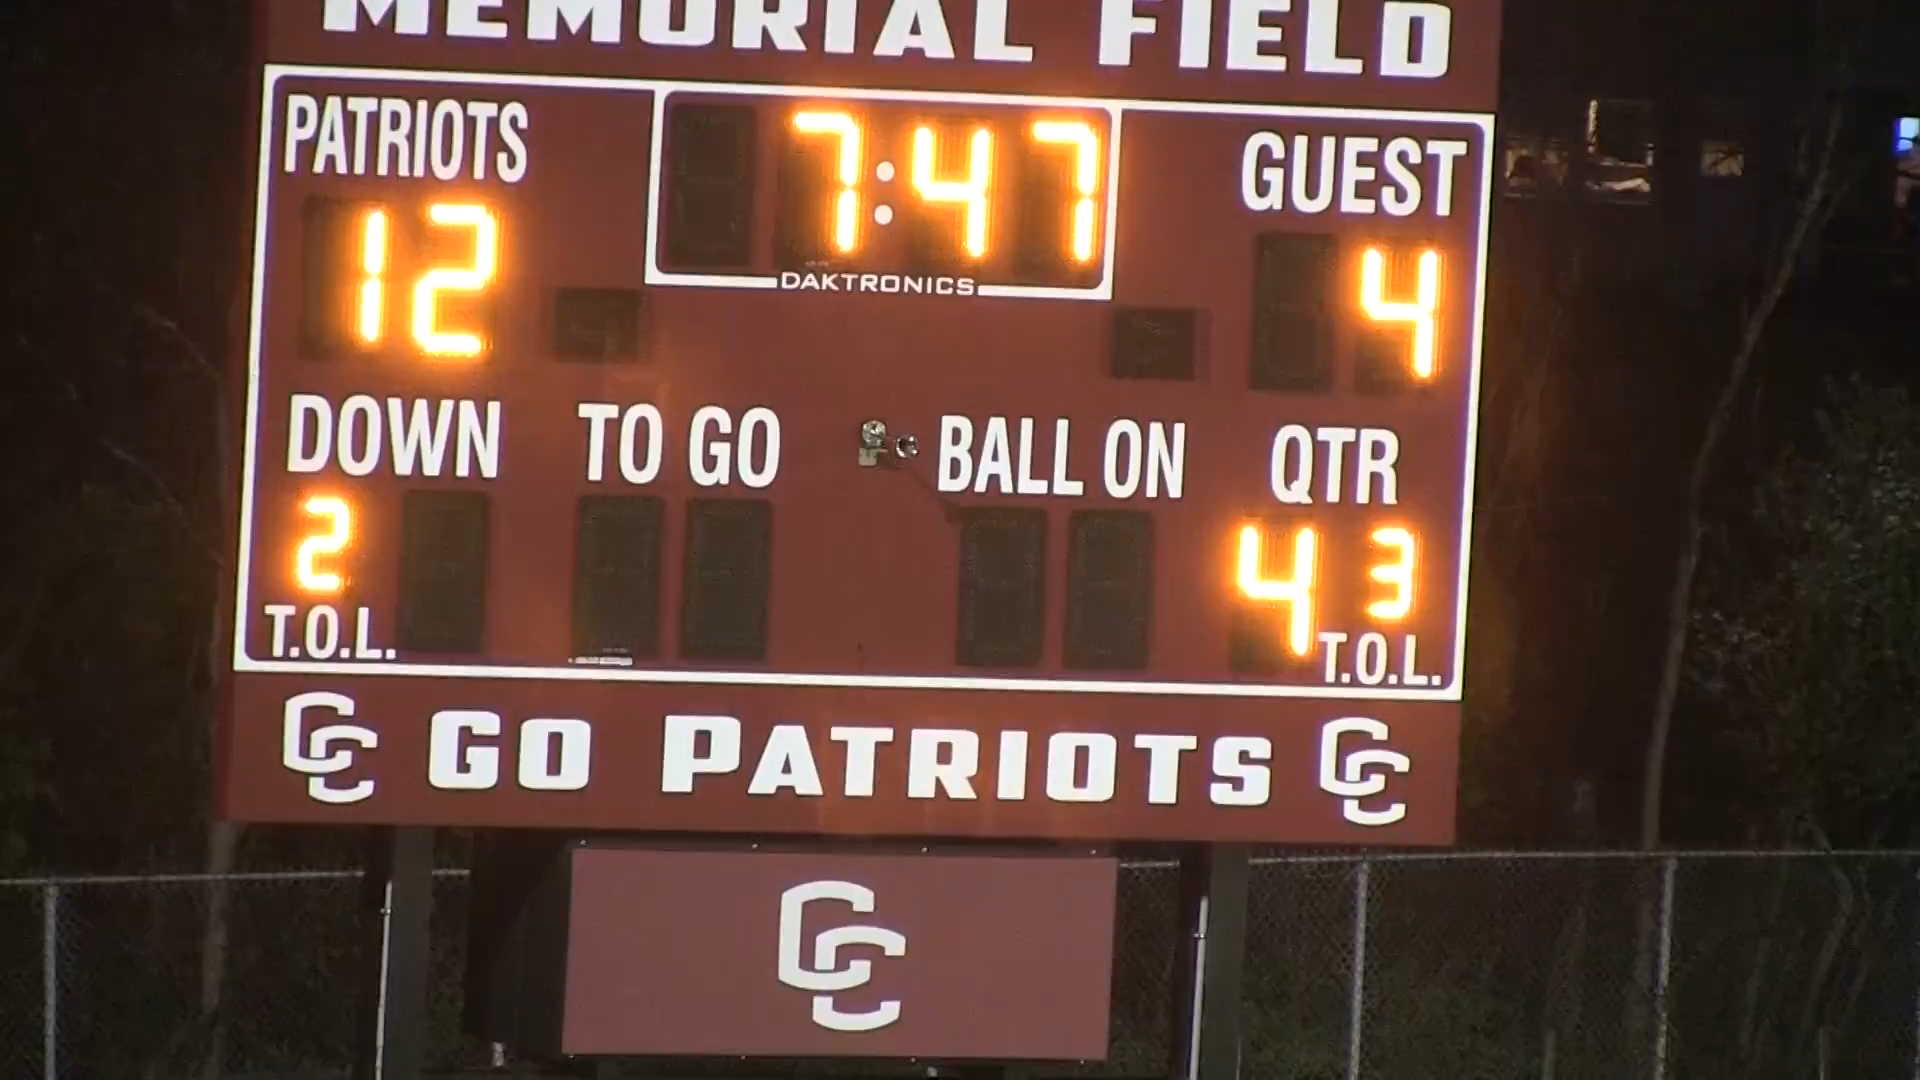 MEMORIAL FIELD
PATRIOTS 7:47 GUEST
12 DAKTRONICS 4
DOWN TO GO BALL ON QTR
2 4 3
T.O.L. T.O.L.
CC GO PATRIOTS CC
CC